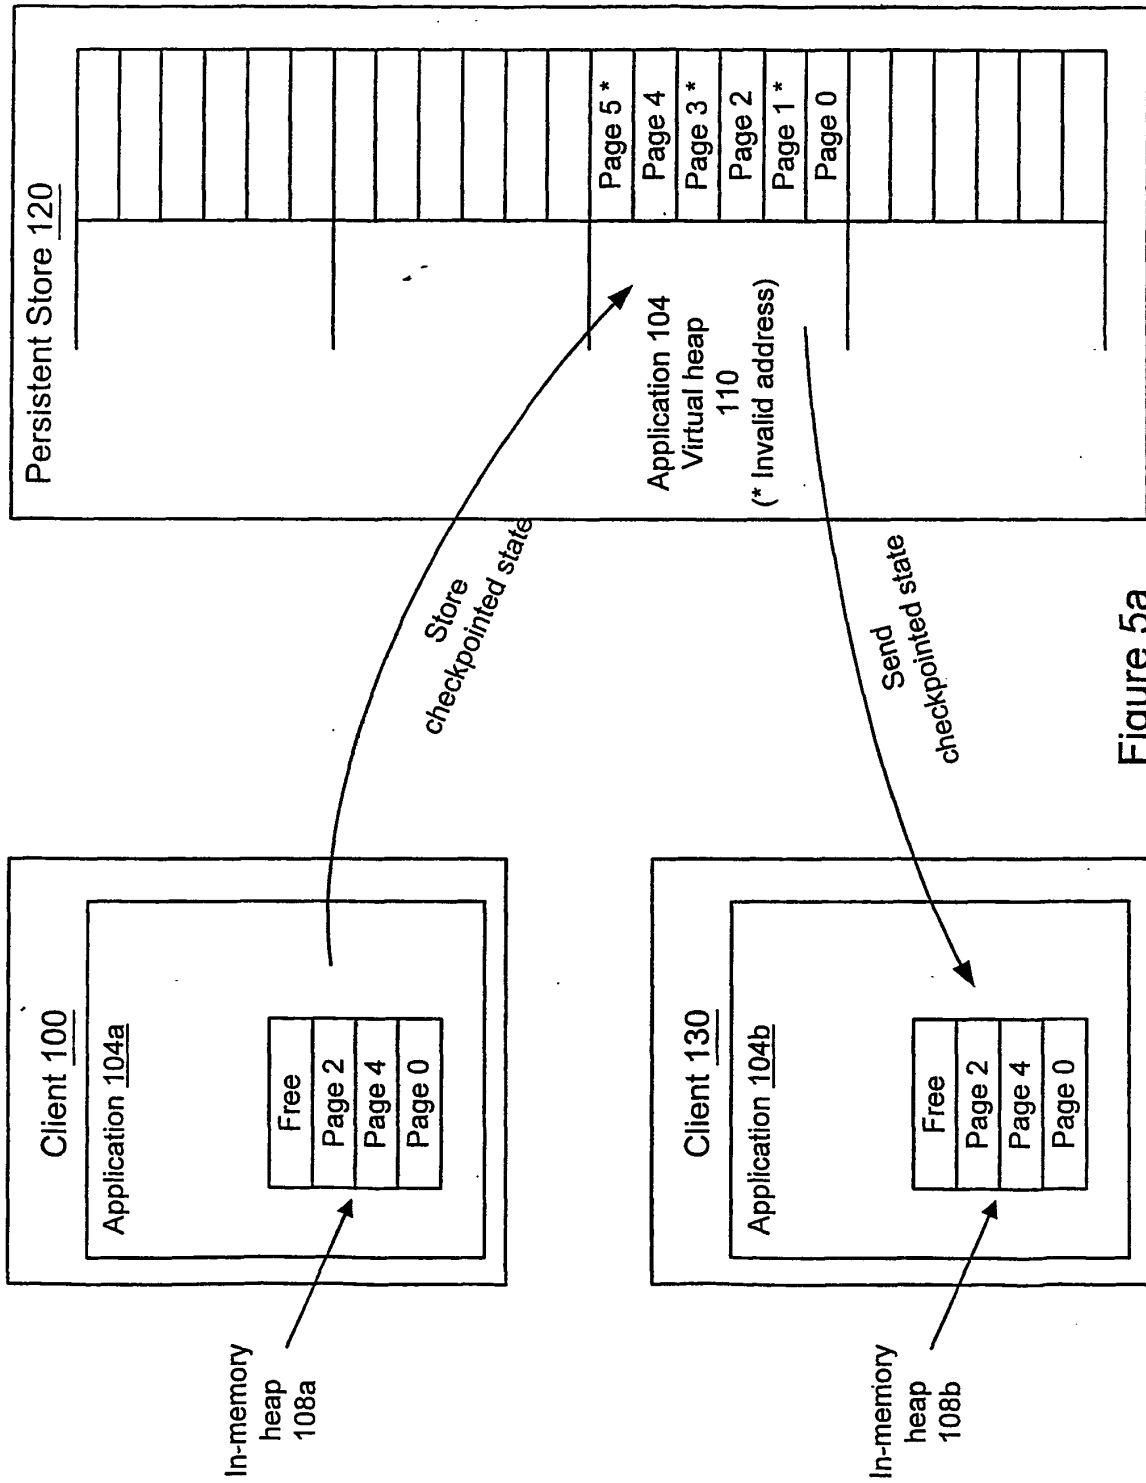 Client 100
Application 104a
Free
Page 2
Page 4
Page 0
In-memory
heap
108a
Store
checkpointed state
Persistent Store 120
Application 104
Virtual heap
110
(* Invalid address)
Page 5 *
Page 4
Page 3 *
Page 2
Page 1 *
Page 0
Send
checkpointed state
Client 130
Application 104b
Free
Page 2
Page 4
Page 0
In-memory
heap
108b
Figure 5a